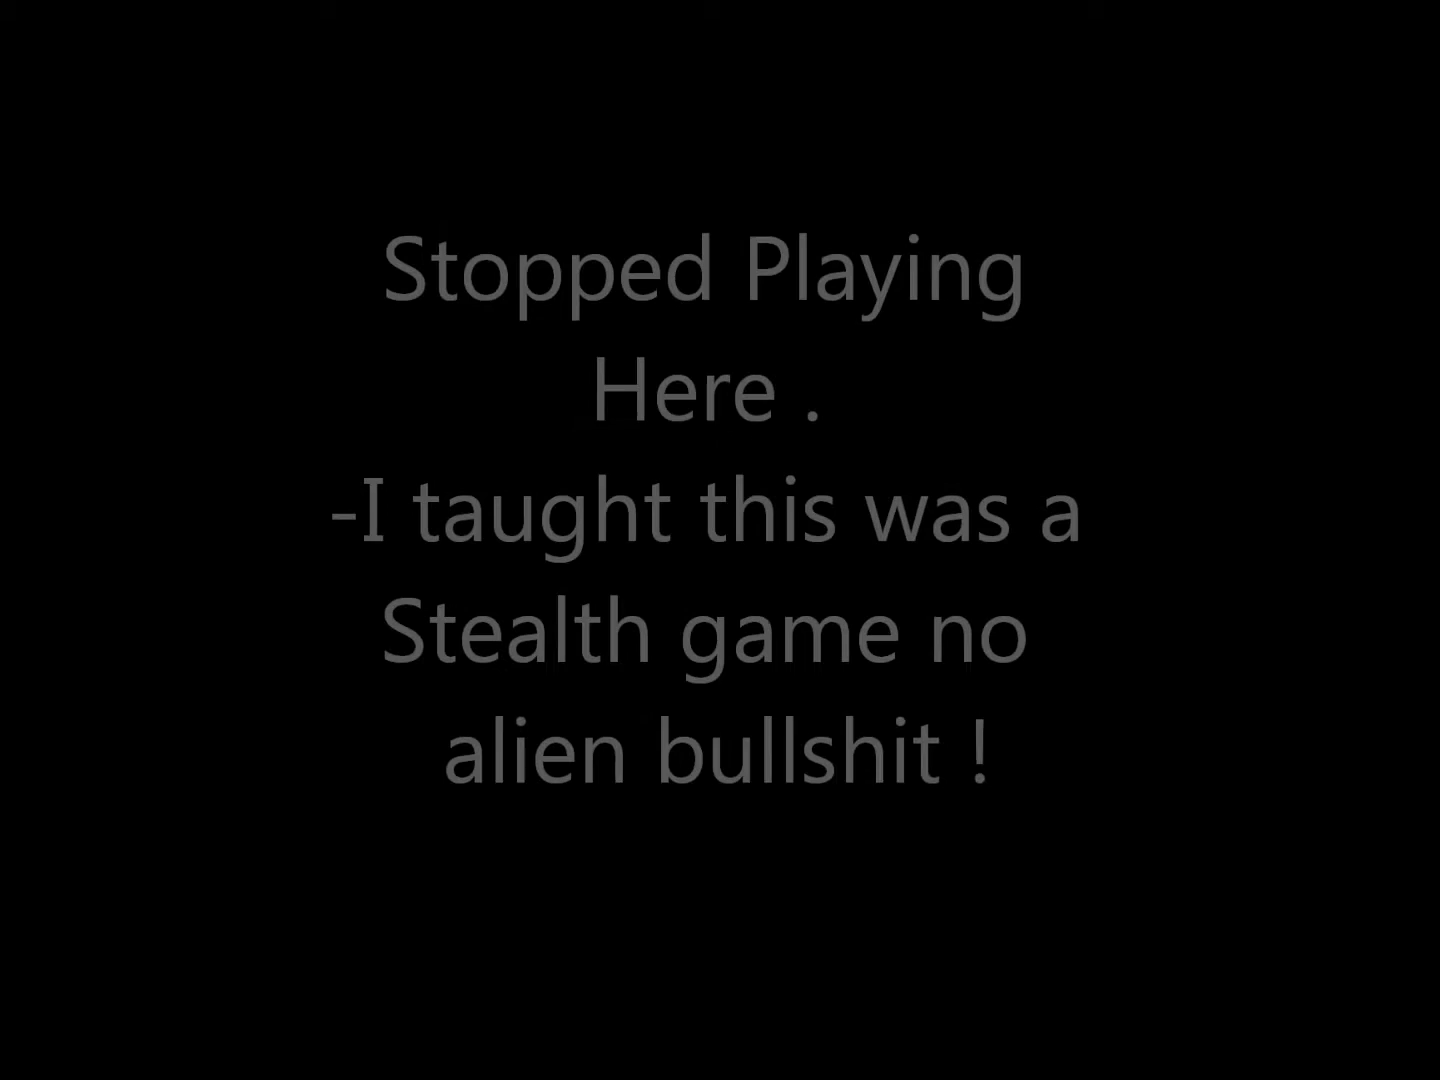 Stopped Playing
Here .
-I taught this was a
Stealth game no
alien bullshit !